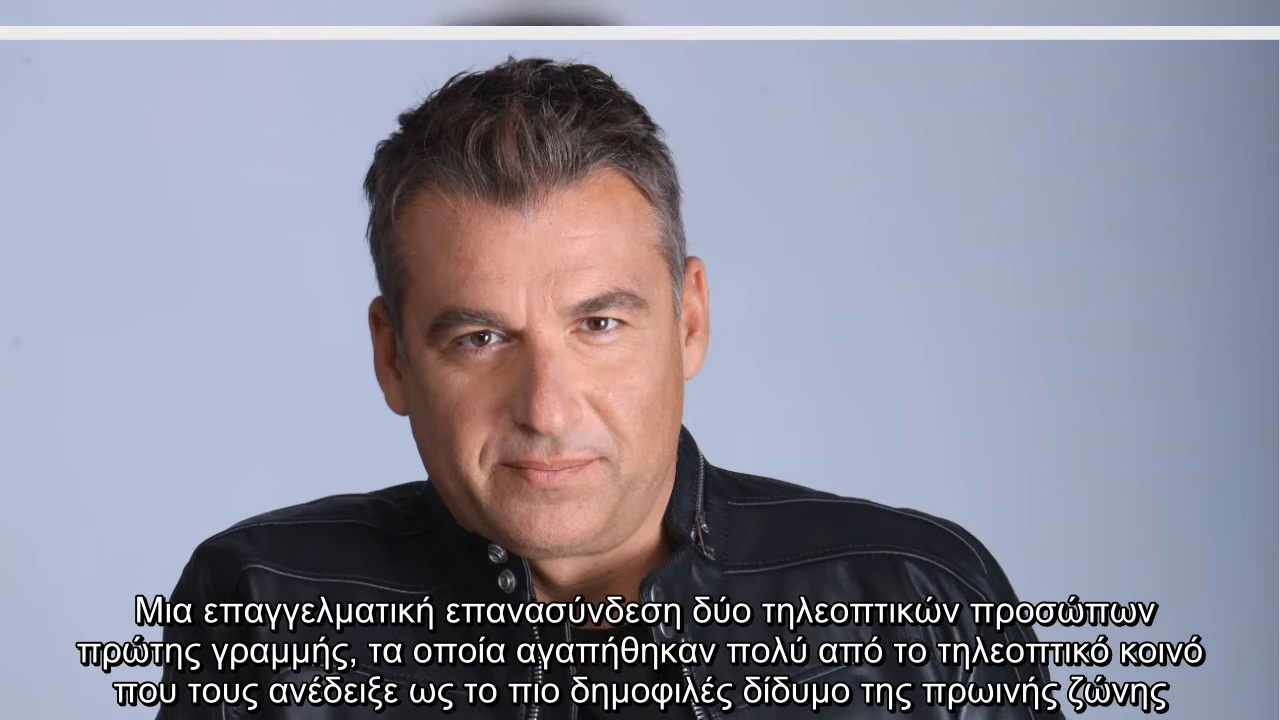 Μια επαγγελματική επανασύνδεση δύο τηλεοπτικών προσώπων
πρώτης γραμμής, τα οποία αγαπήθηκαν πολύ από το τηλεοπτικό κοινό
που τους ανέδειξε ως το πιο δημοφιλές δίδυμο της πρωινής ζώνης